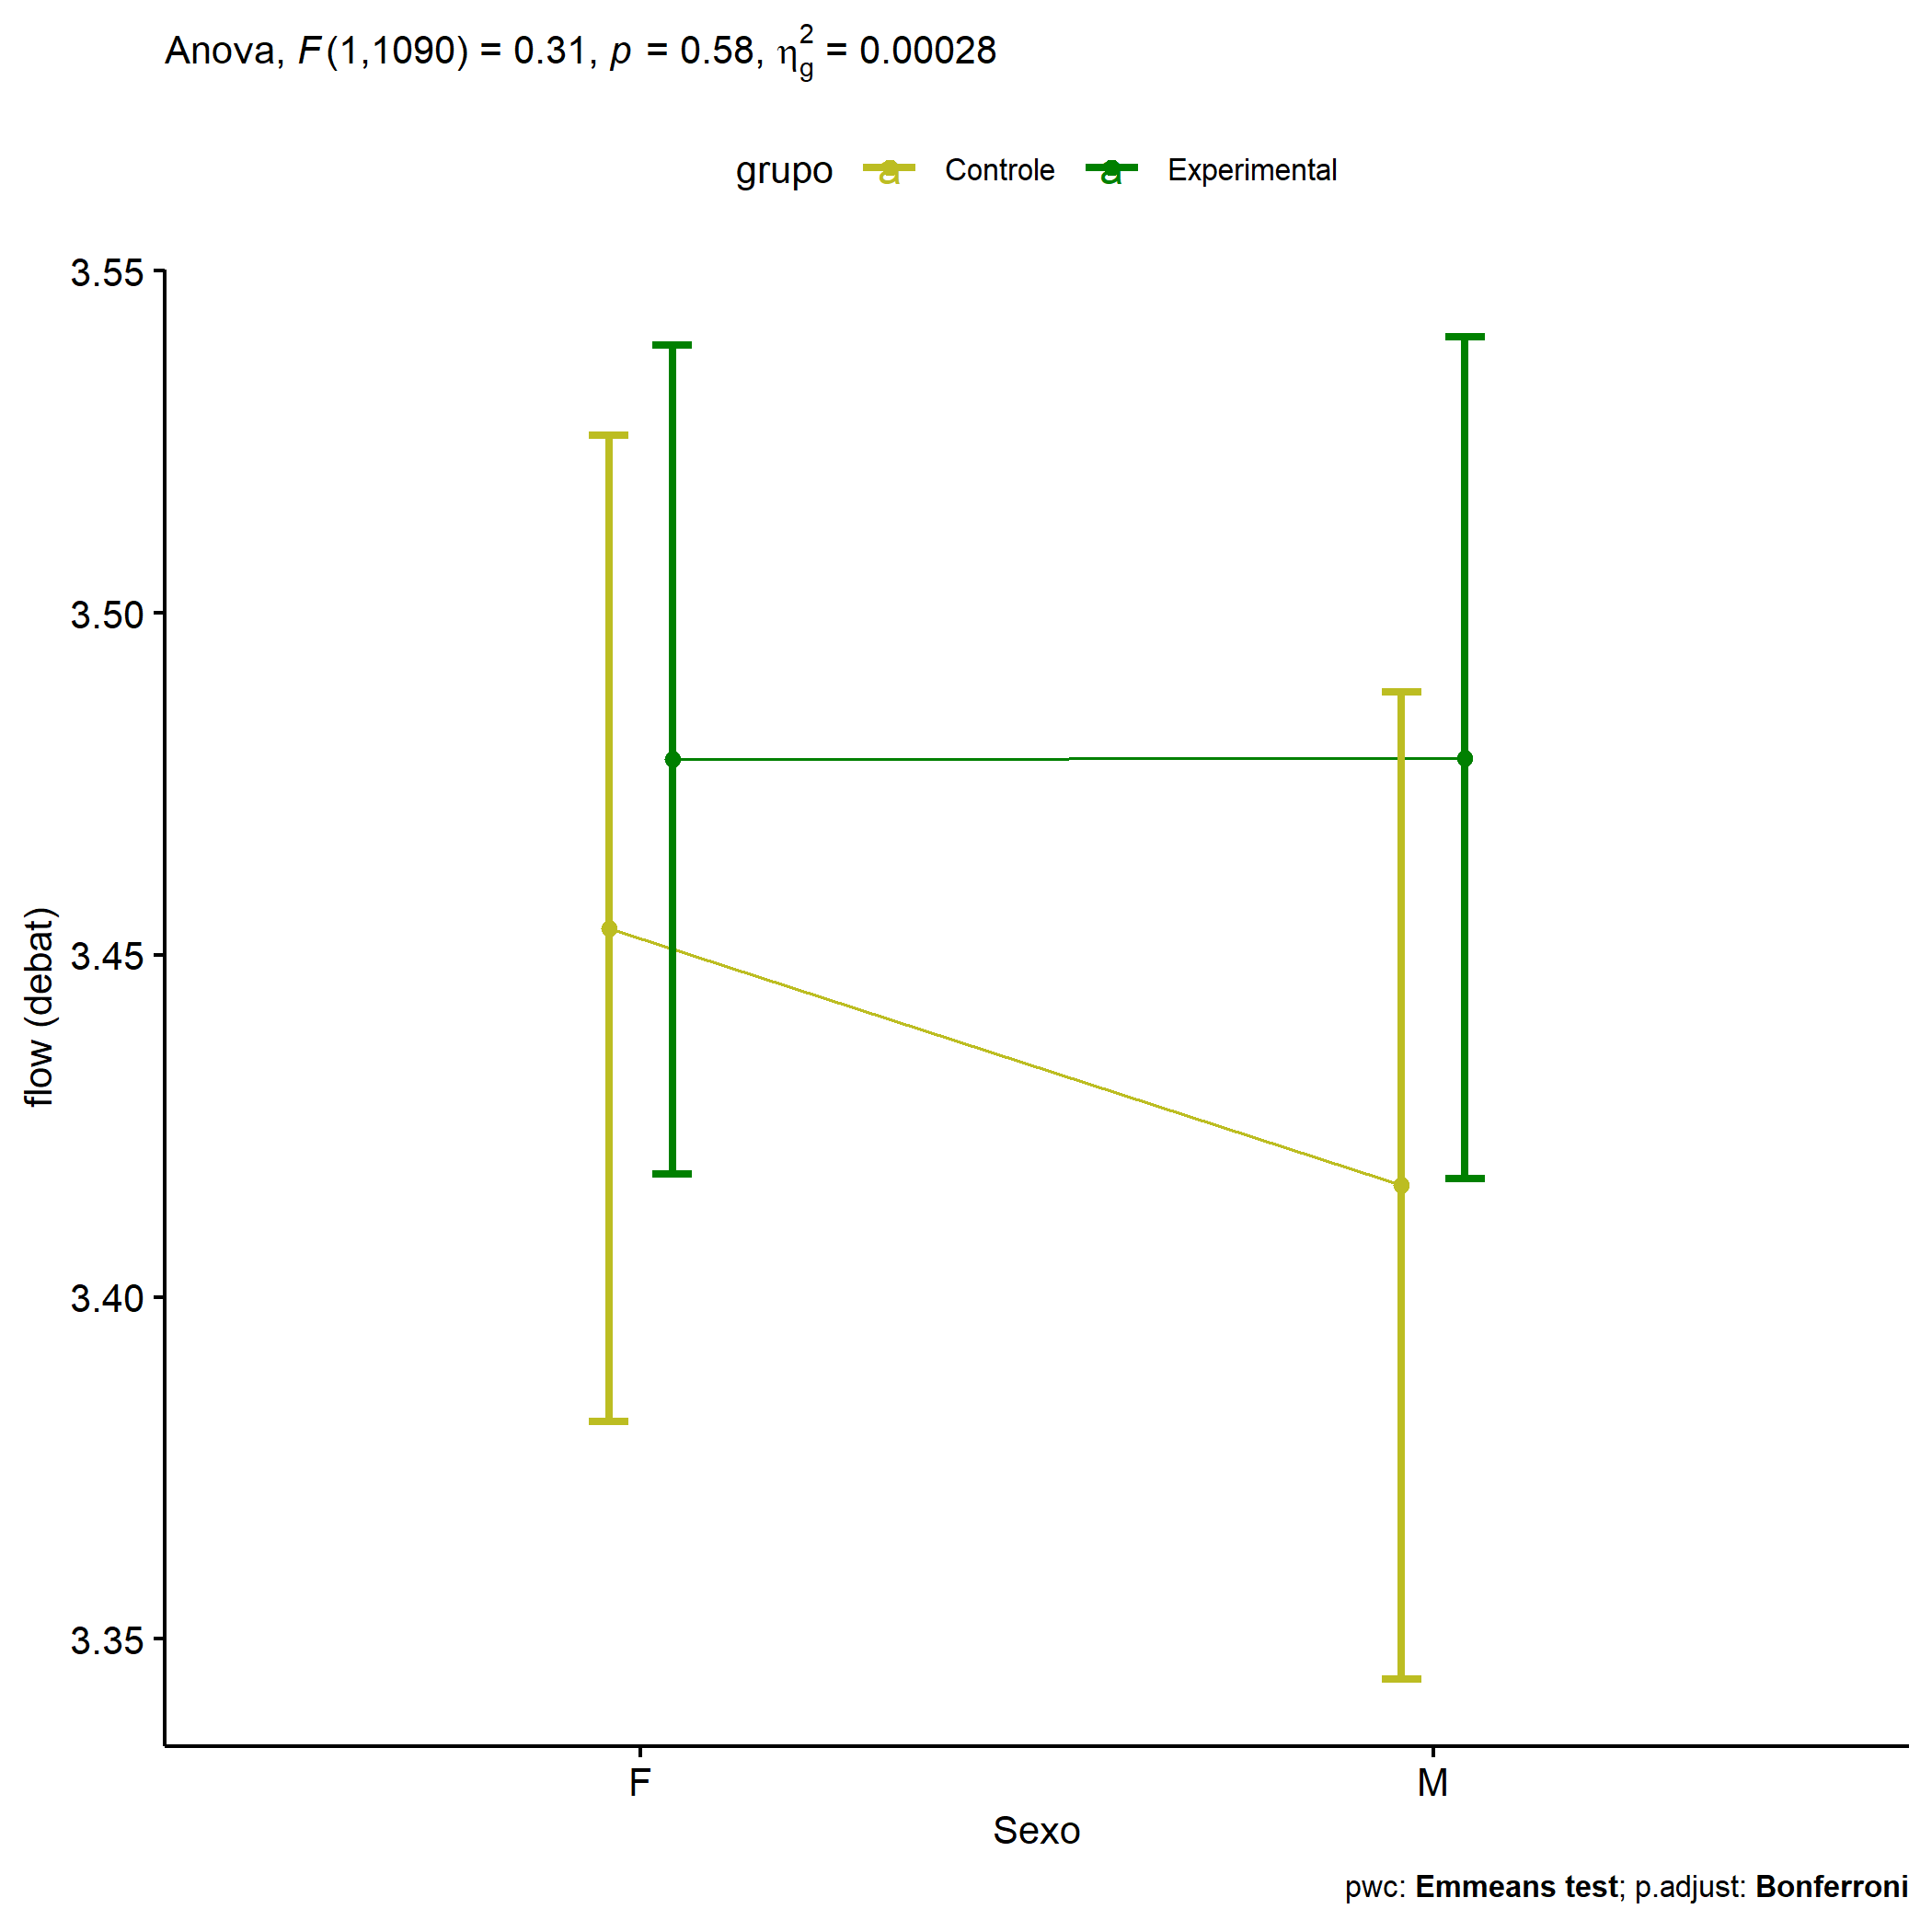 Anova, F(1,1090) = 0.31, p = 0.58, η²g = 0.00028
grupo a Controle a Experimental
3.55
3.50
3.45
3.40
3.35
flow (debat)
F M
Sexo
pwc: Emmeans test; p.adjust: Bonferroni